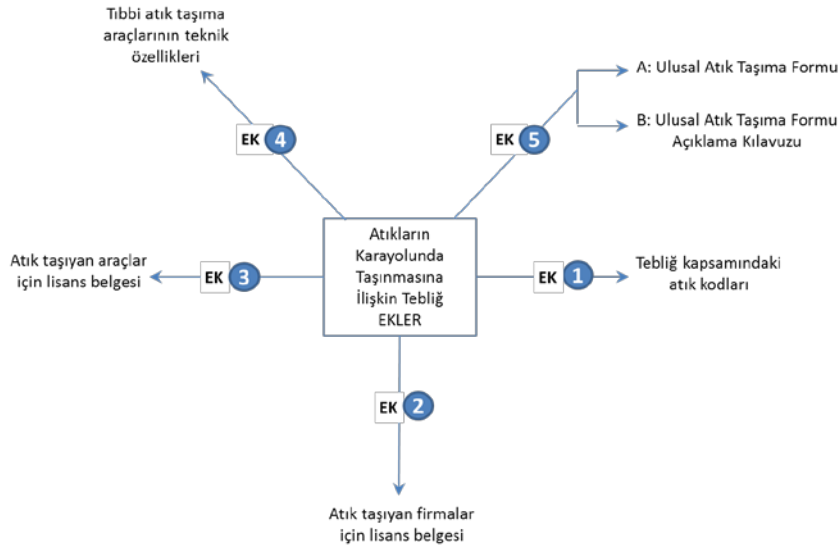 Tıbbi atık taşıma
araçlarının teknik
özellikleri
A: Ulusal Atık Taşıma Formu
B: Ulusal Atık Taşıma Formu
Açıklama Kılavuzu
EK 4
EK 5
Atıkların
Karayolunda
Taşınmasına
İlişkin Tebliğ
EKLER
Atık taşıyan araçlar
için lisans belgesi
EK 3
EK 1
Tebliğ kapsamındaki
atık kodları
EK 2
Atık taşıyan firmalar
için lisans belgesi